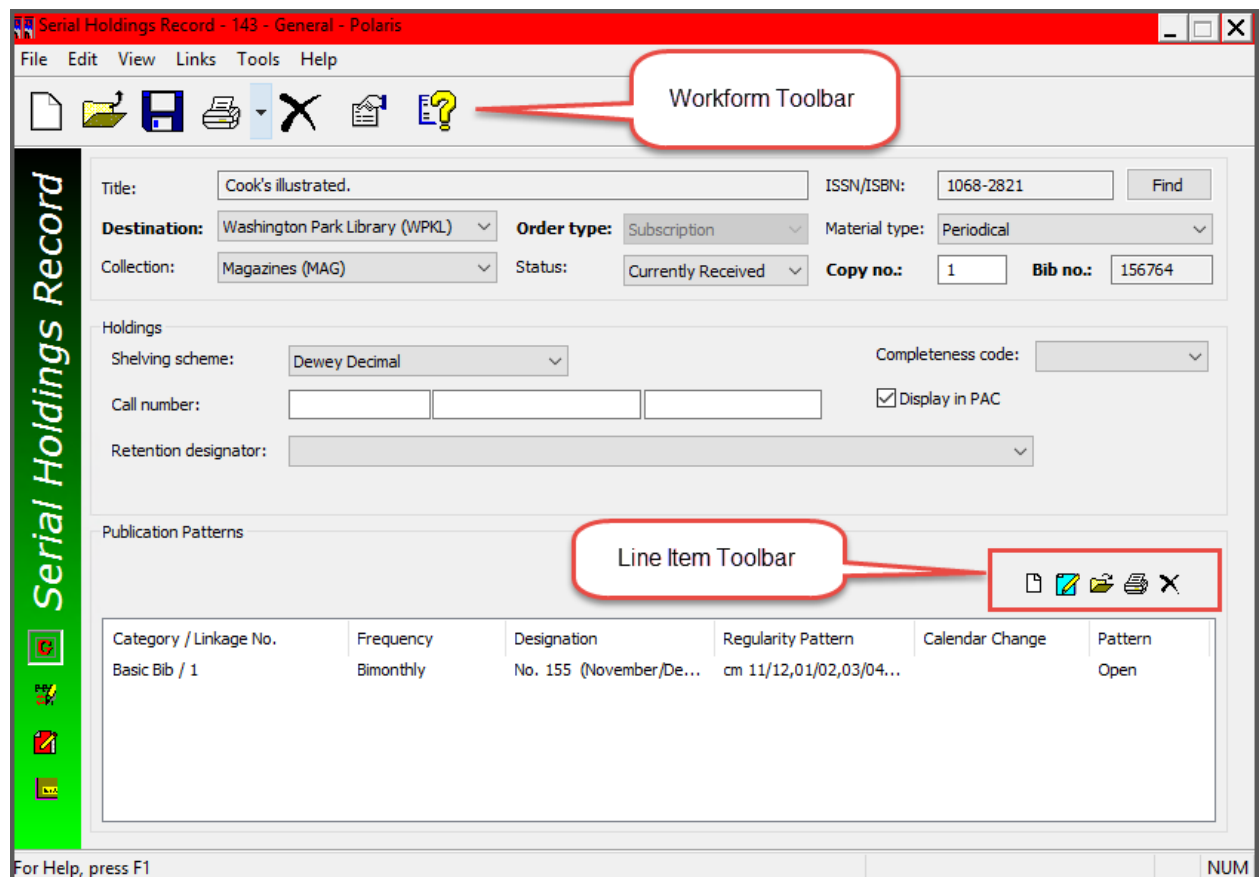 Serial Holdings Record - 143 - General - Polaris
File Edit View Links Tools Help
Workform Toolbar
Serial Holdings Record
Title: Cook's illustrated. ISSN/ISBN: 1068-2821 Find
Destination: Washington Park Library (WPKL) Order type: Subscription Material type: Periodical
Collection: Magazines (MAG) Status: Currently Received Copy no.: 1 Bib no.: 156764
Holdings
Shelving scheme: Dewey Decimal Completeness code:
Call number: Display in PAC
Retention designator:
Publication Patterns
Line Item Toolbar
Category / Linkage No. Frequency Designation Regularity Pattern Calendar Change Pattern
Basic Bib / 1 Bimonthly No. 155 (November/De... cm 11/12,01/02,03/04... Open
G
For Help, press F1 NUM